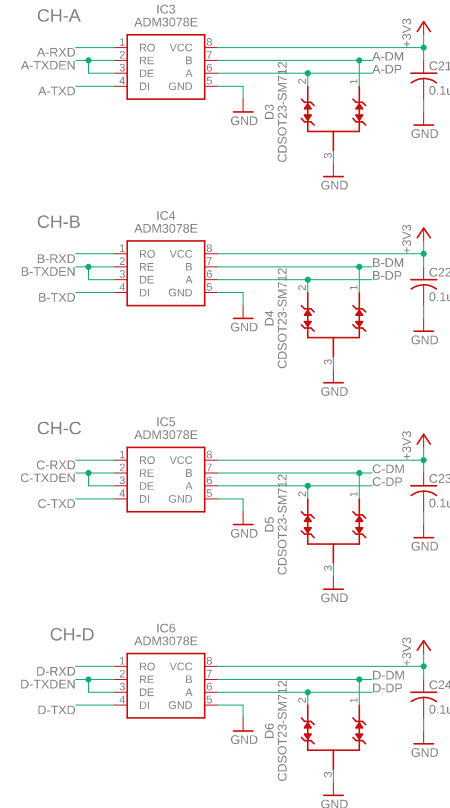 CH-A
IC3
ADM3078E
A-RXD 1 RO VCC 8
A-TXDEN 2 RE B 7 A-DM
3 DE A 6 A-DP
A-TXD 4 DI GND 5
GND
D3
CDSOT23-SM712
2 1
3
GND
+3V3
C21
0.1u
GND
CH-B
IC4
ADM3078E
B-RXD 1 RO VCC 8
B-TXDEN 2 RE B 7 B-DM
3 DE A 6 B-DP
B-TXD 4 DI GND 5
GND
D4
CDSOT23-SM712
2 1
3
GND
+3V3
C22
0.1u
GND
CH-C
IC5
ADM3078E
C-RXD 1 RO VCC 8
C-TXDEN 2 RE B 7 C-DM
3 DE A 6 C-DP
C-TXD 4 DI GND 5
GND
D5
CDSOT23-SM712
2 1
3
GND
+3V3
C23
0.1u
GND
CH-D
IC6
ADM3078E
D-RXD 1 RO VCC 8
D-TXDEN 2 RE B 7 D-DM
3 DE A 6 D-DP
D-TXD 4 DI GND 5
GND
D6
CDSOT23-SM712
2 1
3
GND
+3V3
C24
0.1u
GND